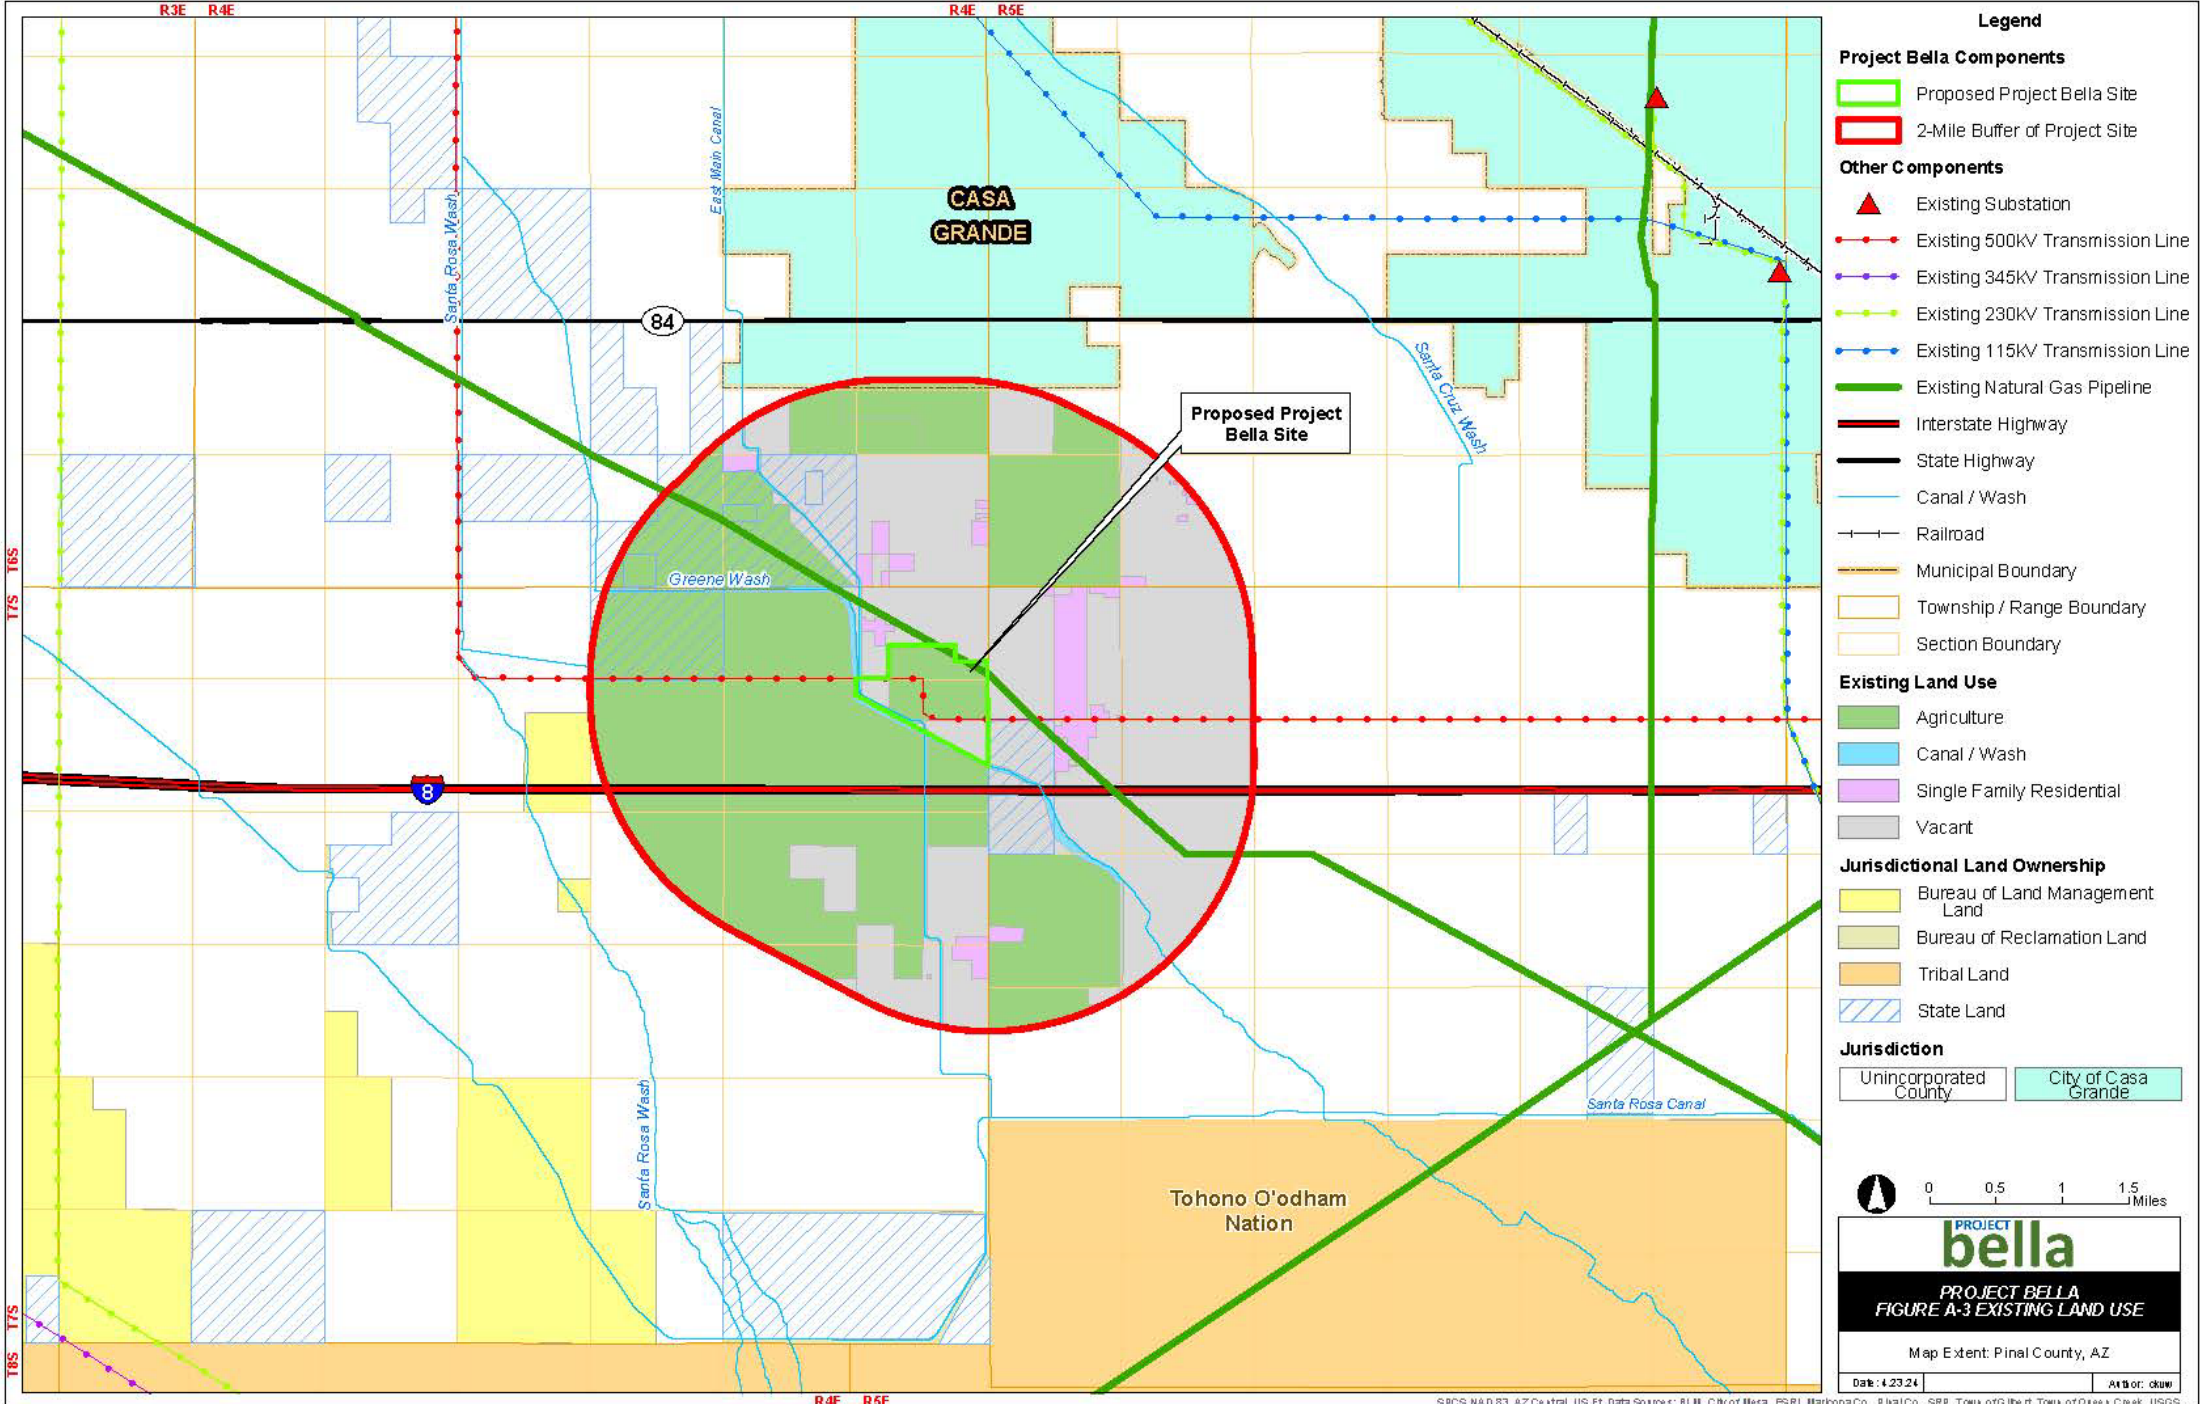 R3E R4E
R4E R5E
East Main Canal
Santa Rosa Wash
CASA
GRANDE
84
Santa Cruz Wash
Proposed Project
Bella Site
T6S
T7S
Greene Wash
8
Santa Rosa Canal
Santa Rosa Wash
Tohono O'odham
Nation
T7S
T8S
R4E R5E
Legend
Project Bella Components
Proposed Project Bella Site
2-Mile Buffer of Project Site
Other Components
Existing Substation
Existing 500kV Transmission Line
Existing 345kV Transmission Line
Existing 230kV Transmission Line
Existing 115kV Transmission Line
Existing Natural Gas Pipeline
Interstate Highway
State Highway
Canal / Wash
Railroad
Municipal Boundary
Township / Range Boundary
Section Boundary
Existing Land Use
Agriculture
Canal / Wash
Single Family Residential
Vacant
Jurisdictional Land Ownership
Bureau of Land Management
Land
Bureau of Reclamation Land
Tribal Land
State Land
Jurisdiction
Unincorporated
County
City of Casa
Grande
0 0.5 1 1.5
Miles
PROJECT
bella
PROJECT BELLA
FIGURE A-3 EXISTING LAND USE
Map Extent: Pinal County, AZ
Date: 4.23.24
Author: ckuw